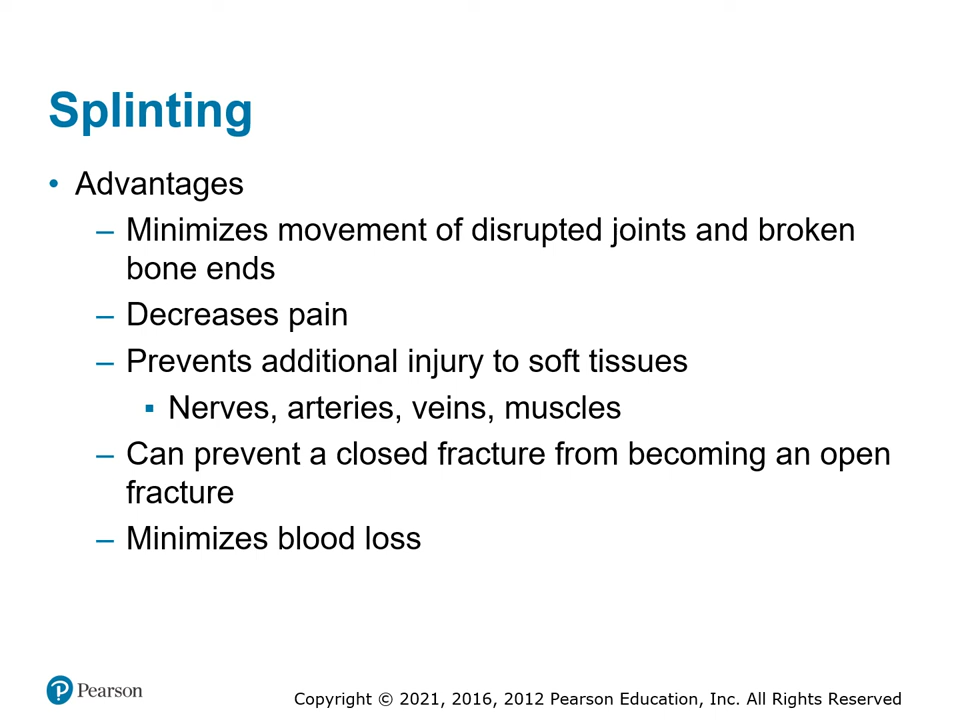 Splinting
• Advantages
– Minimizes movement of disrupted joints and broken
bone ends
– Decreases pain
– Prevents additional injury to soft tissues
▪ Nerves, arteries, veins, muscles
– Can prevent a closed fracture from becoming an open
fracture
– Minimizes blood loss
Pearson
Copyright © 2021, 2016, 2012 Pearson Education, Inc. All Rights Reserved